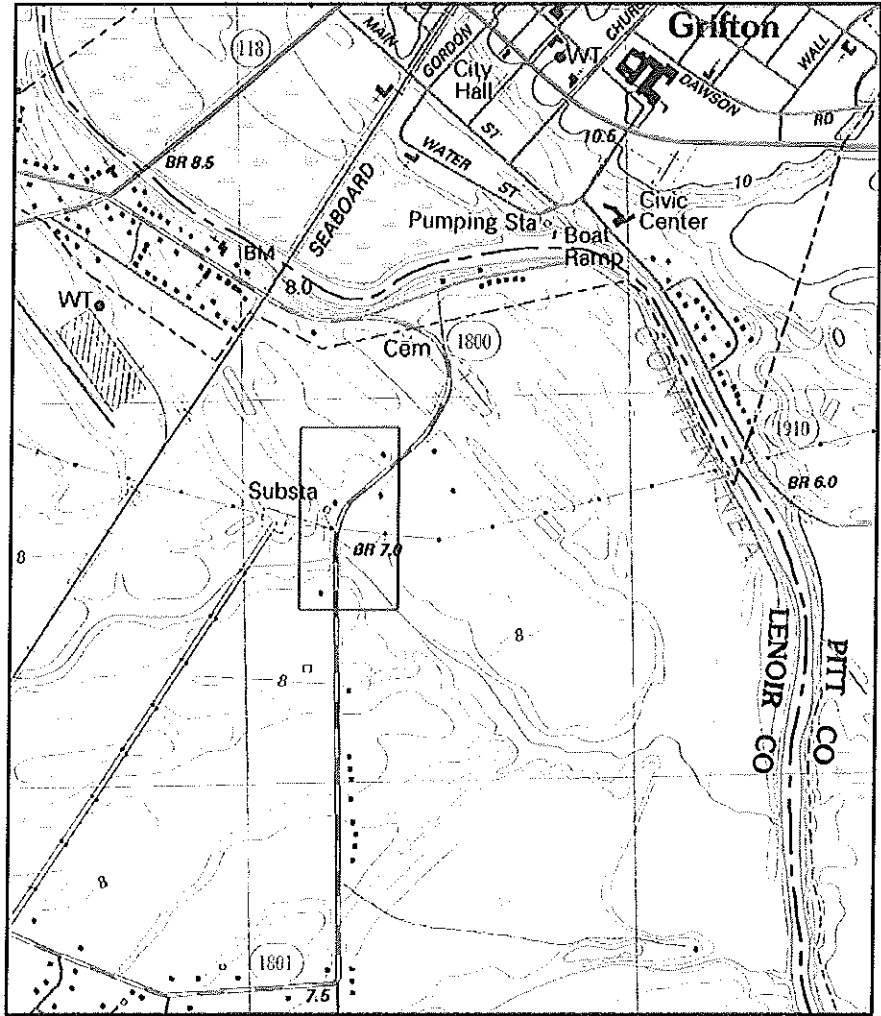 Grifton
118
MAIN
GORDON
ST
City
Hall
WT
CHURC
DAWSON
RD
WALL
10.6
10
BR 8.5
WATER
ST
SEABOARD
Pumping Sta
Civic
Center
Boat
Ramp
BM
8.0
WT
Cem
1800
CONTENTNEA
1910
BR 6.0
Substa
BR 7.0
8
8
8
8
LENOIR CO
PITT CO
1801
7.5